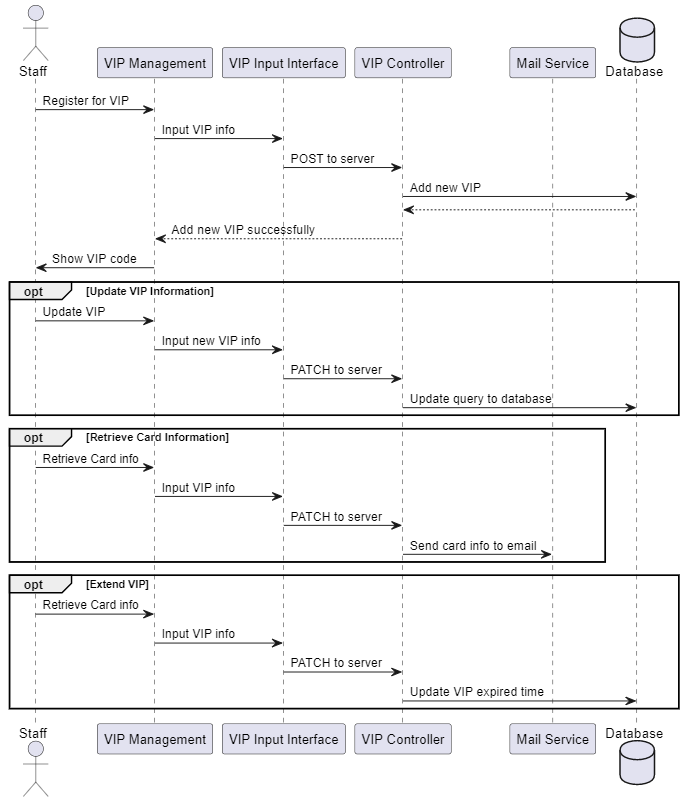 Staff
VIP Management
VIP Input Interface
VIP Controller
Mail Service
Database
Register for VIP
Input VIP info
POST to server
Add new VIP
Add new VIP successfully
Show VIP code
opt [Update VIP Information]
Update VIP
Input new VIP info
PATCH to server
Update query to database
opt [Retrieve Card Information]
Retrieve Card info
Input VIP info
PATCH to server
Send card info to email
opt [Extend VIP]
Retrieve Card info
Input VIP info
PATCH to server
Update VIP expired time
Staff
VIP Management
VIP Input Interface
VIP Controller
Mail Service
Database